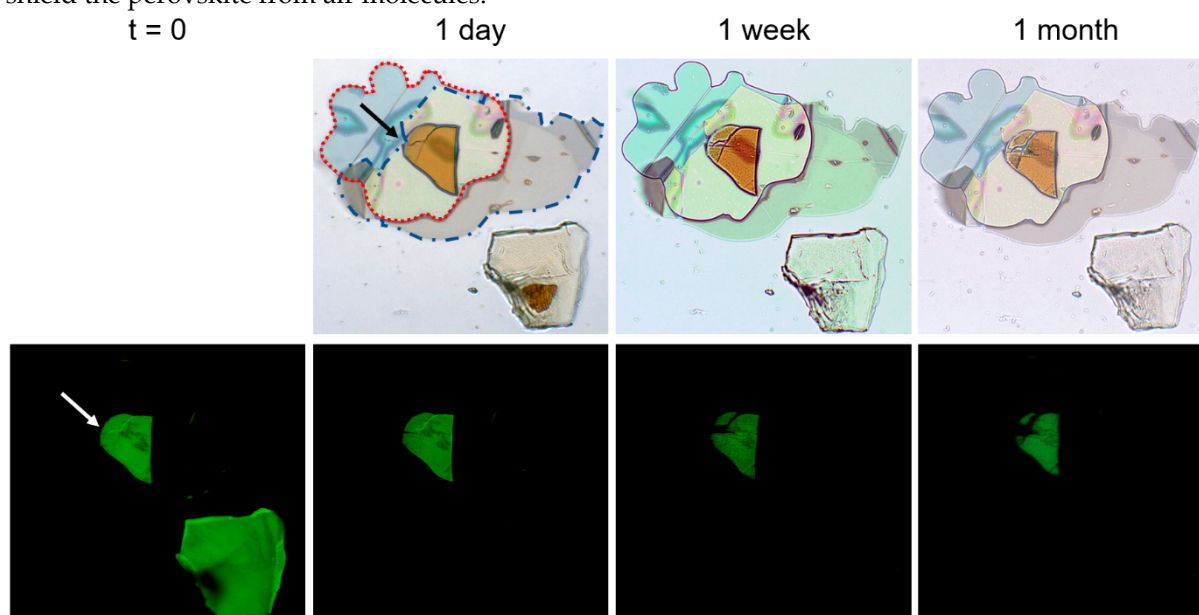 shield the perovskite from air molecules.
t = 0 1 day 1 week 1 month